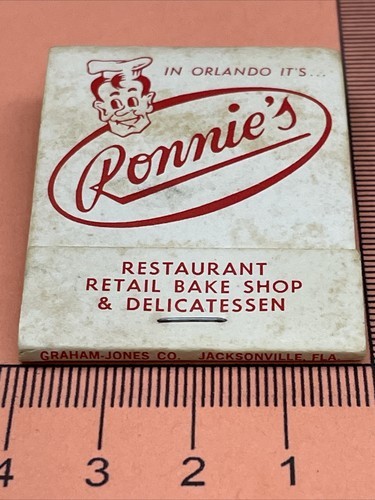 IN ORLANDO IT'S...
Ronnie's
RESTAURANT
RETAIL BAKE SHOP
& DELICATESSEN
GRAHAM-JONES CO. JACKSONVILLE, FLA.
4 3 2 1